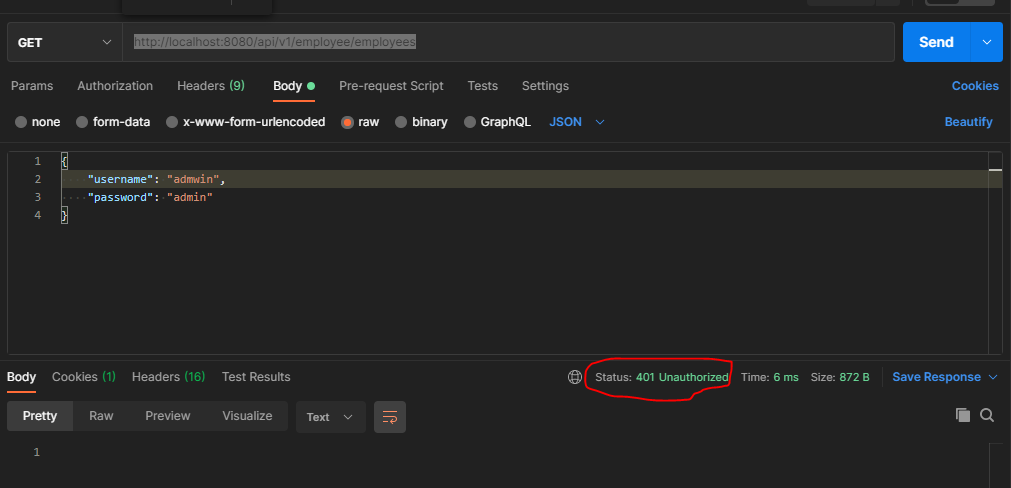 GET http://localhost:8080/api/v1/employee/employees Send
Params Authorization Headers (9) Body Pre-request Script Tests Settings Cookies
none form-data x-www-form-urlencoded raw binary GraphQL JSON Beautify
1 {
2 "username": "admwin",
3 "password": "admin"
4 }
Body Cookies (1) Headers (16) Test Results Status: 401 Unauthorized Time: 6 ms Size: 872 B Save Response
Pretty Raw Preview Visualize Text
1